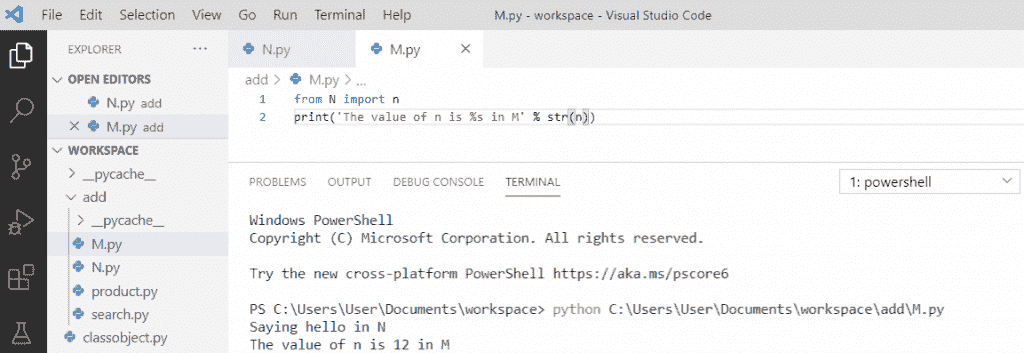 File Edit Selection View Go Run Terminal Help
M.py - workspace - Visual Studio Code
EXPLORER ...
OPEN EDITORS
N.py add
M.py add
WORKSPACE
__pycache__
add
__pycache__
M.py
N.py
product.py
search.py
classobject.py
N.py
M.py
add > M.py > ...
1 from N import n
2 print('The value of n is %s in M' % str(n))
PROBLEMS OUTPUT DEBUG CONSOLE TERMINAL
1: powershell
Windows PowerShell
Copyright (C) Microsoft Corporation. All rights reserved.
Try the new cross-platform PowerShell https://aka.ms/pscore6
PS C:\Users\User\Documents\workspace> python C:\Users\User\Documents\workspace\add\M.py
Saying hello in N
The value of n is 12 in M